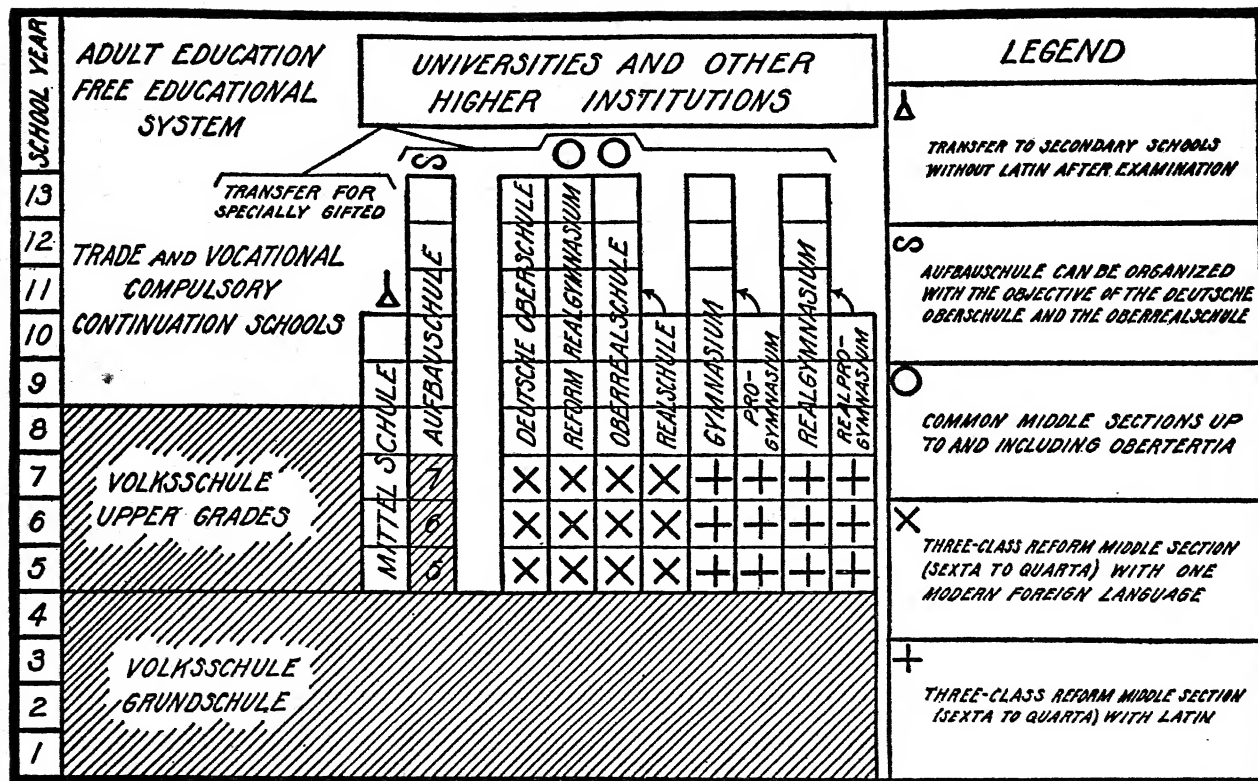 SCHOOL YEAR
13
12
11
10
9
8
7
6
5
4
3
2
1
ADULT EDUCATION
FREE EDUCATIONAL
SYSTEM
UNIVERSITIES AND OTHER
HIGHER INSTITUTIONS
TRANSFER FOR
SPECIALLY GIFTED
TRADE AND VOCATIONAL
COMPULSORY
CONTINUATION SCHOOLS
VOLKSSCHULE
UPPER GRADES
VOLKSSCHULE
GRUNDSCHULE
MITTEL SCHULE
S
AUFBAUSCHULE
7
6
5
DEUTSCHE OBERSCHULE
REFORM REALGYMNASIUM
OBERREALSCHULE
REALSCHULE
GYMNASIUM
PRO-
GYMNASIUM
REALGYMNASIUM
REALPRO-
GYMNASIUM
LEGEND
TRANSFER TO SECONDARY SCHOOLS
WITHOUT LATIN AFTER EXAMINATION
S
AUFBAUSCHULE CAN BE ORGANIZED
WITH THE OBJECTIVE OF THE DEUTSCHE
OBERSCHULE AND THE OBERREALSCHULE
COMMON MIDDLE SECTIONS UP
TO AND INCLUDING OBERTERTIA
THREE-CLASS REFORM MIDDLE SECTION
(SEXTA TO QUARTA) WITH ONE
MODERN FOREIGN LANGUAGE
THREE-CLASS REFORM MIDDLE SECTION
(SEXTA TO QUARTA) WITH LATIN